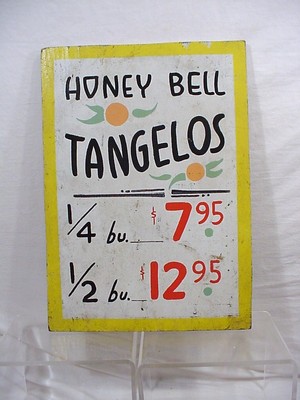 HONEY BELL
TANGELOS
1/4 bu. $7.95
1/2 bu. $12.95